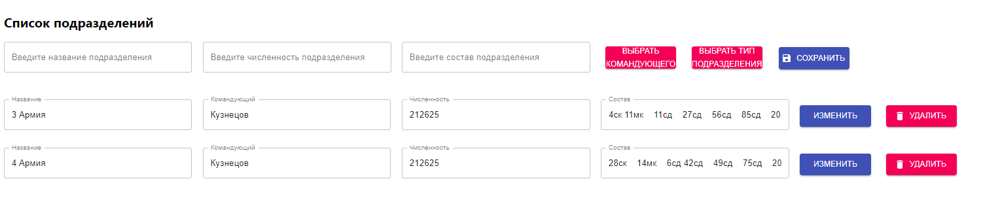 Список подразделений
Введите название подразделения Введите численность подразделения Введите состав подразделения ВЫБРАТЬ КОМАНДУЮЩЕГО ВЫБРАТЬ ТИП ПОДРАЗДЕЛЕНИЯ СОХРАНИТЬ
Название Командующий Численность Состав
3 Армия Кузнецов 212625 4ск 11мк 11сд 27сд 56сд 85сд 20 ИЗМЕНИТЬ УДАЛИТЬ
Название Командующий Численность Состав
4 Армия Кузнецов 212625 28ск 14мк 6сд 42сд 49сд 75сд 20 ИЗМЕНИТЬ УДАЛИТЬ